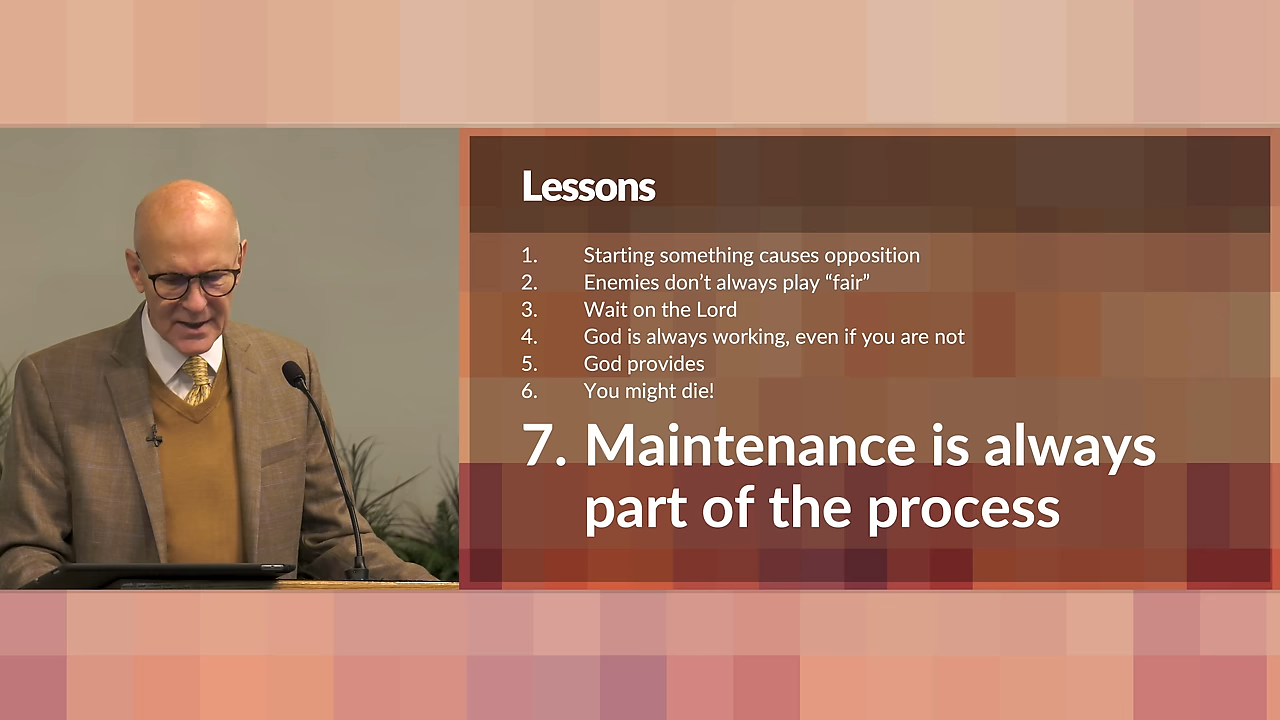 Lessons
1. Starting something causes opposition
2. Enemies don’t always play “fair”
3. Wait on the Lord
4. God is always working, even if you are not
5. God provides
6. You might die!
7. Maintenance is always
part of the process